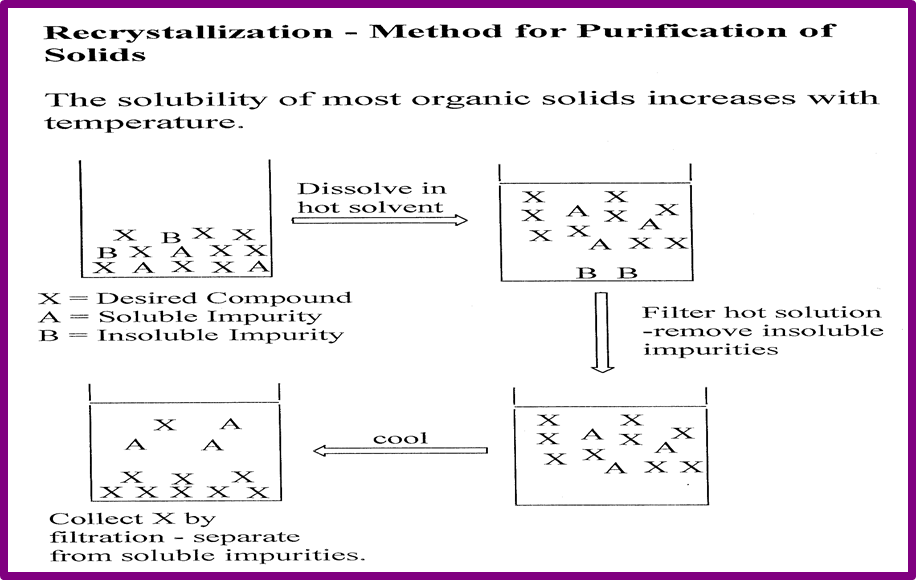 Recrystallization - Method for Purification of
Solids
The solubility of most organic solids increases with
temperature.
Dissolve in
hot solvent
X B X X
B X A X X
X A X X A
X = Desired Compound
A = Soluble Impurity
B = Insoluble Impurity
X X
X A X X
A
X X
A X X
B B
Filter hot solution
-remove insoluble
impurities
X X
X A X X
A
X X
A X X
cool
X A
A A
X X X
X X X X X
Collect X by
filtration - separate
from soluble impurities.